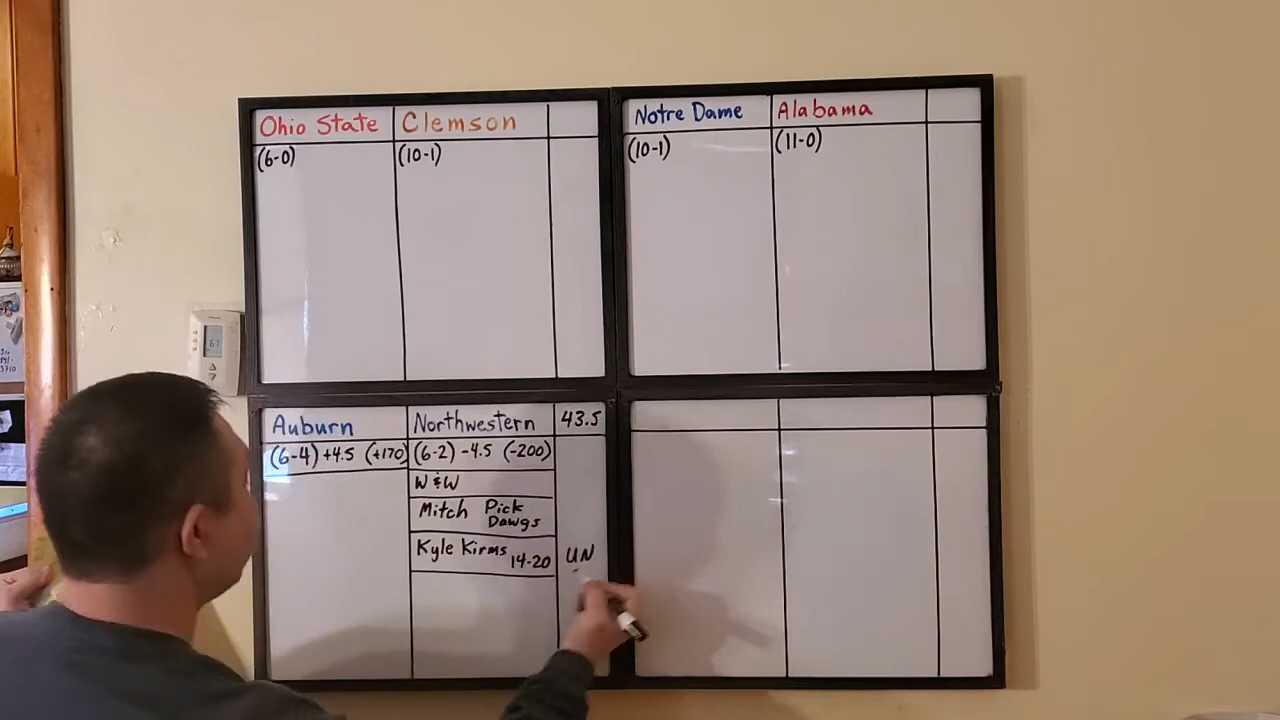 Ohio State Clemson
(6-0) (10-1)
Notre Dame Alabama
(10-1) (11-0)
Auburn Northwestern 43.5
(6-4) +4.5 (+170) (6-2) -4.5 (-200)
W & W
Mitch Pick
Dawgs
Kyle Kirms 14-20 UN
67